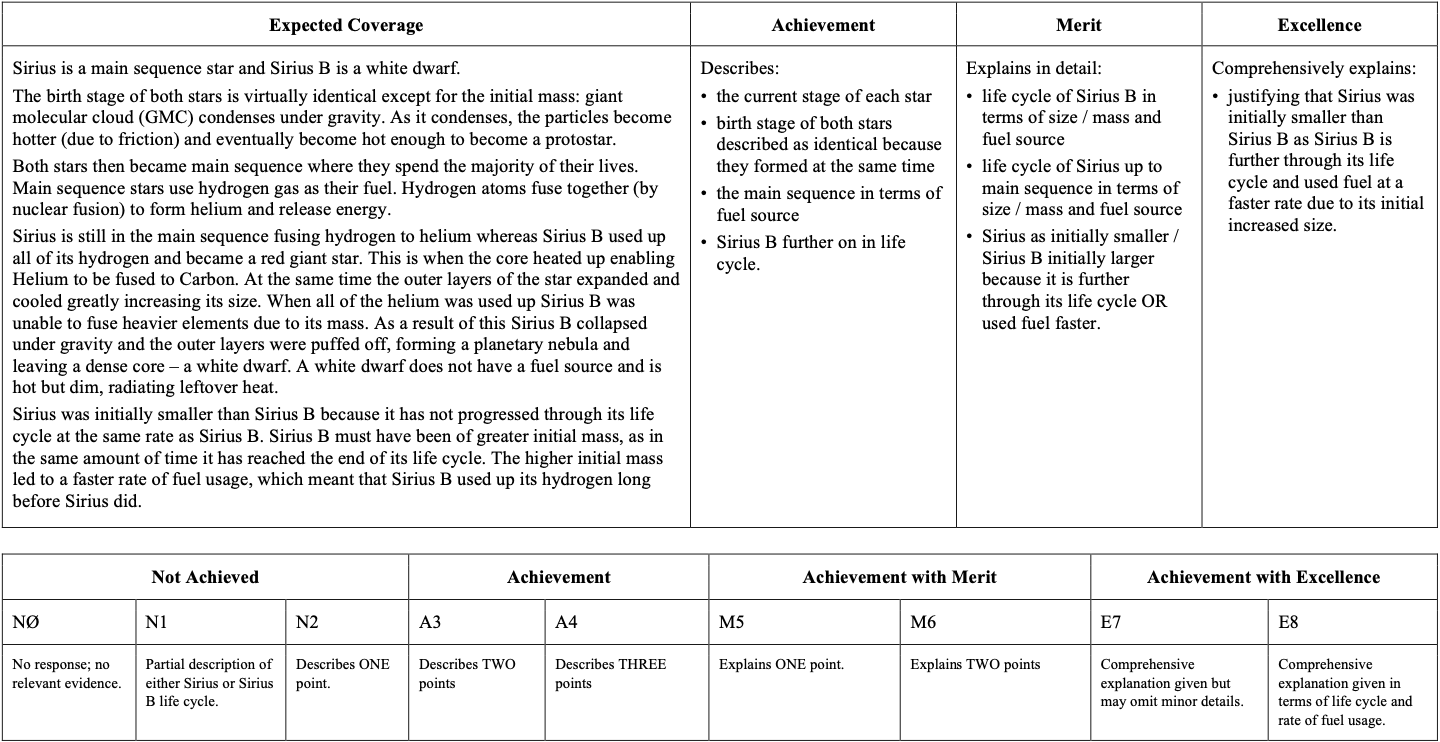 Expected Coverage
Achievement
Merit
Excellence
Sirius is a main sequence star and Sirius B is a white dwarf.
The birth stage of both stars is virtually identical except for the initial mass: giant
molecular cloud (GMC) condenses under gravity. As it condenses, the particles become
hotter (due to friction) and eventually become hot enough to become a protostar.
Both stars then became main sequence where they spend the majority of their lives.
Main sequence stars use hydrogen gas as their fuel. Hydrogen atoms fuse together (by
nuclear fusion) to form helium and release energy.
Sirius is still in the main sequence fusing hydrogen to helium whereas Sirius B used up
all of its hydrogen and became a red giant star. This is when the core heated up enabling
Helium to be fused to Carbon. At the same time the outer layers of the star expanded and
cooled greatly increasing its size. When all of the helium was used up Sirius B was
unable to fuse heavier elements due to its mass. As a result of this Sirius B collapsed
under gravity and the outer layers were puffed off, forming a planetary nebula and
leaving a dense core – a white dwarf. A white dwarf does not have a fuel source and is
hot but dim, radiating leftover heat.
Sirius was initially smaller than Sirius B because it has not progressed through its life
cycle at the same rate as Sirius B. Sirius B must have been of greater initial mass, as in
the same amount of time it has reached the end of its life cycle. The higher initial mass
led to a faster rate of fuel usage, which meant that Sirius B used up its hydrogen long
before Sirius did.
Describes:
• the current stage of each star
• birth stage of both stars
described as identical because
they formed at the same time
• the main sequence in terms of
fuel source
• Sirius B further on in life
cycle.
Explains in detail:
• life cycle of Sirius B in
terms of size / mass and
fuel source
• life cycle of Sirius up to
main sequence in terms of
size / mass and fuel source
• Sirius as initially smaller /
Sirius B initially larger
because it is further
through its life cycle OR
used fuel faster.
Comprehensively explains:
• justifying that Sirius was
initially smaller than
Sirius B as Sirius B is
further through its life
cycle and used fuel at a
faster rate due to its initial
increased size.
Not Achieved
Achievement
Achievement with Merit
Achievement with Excellence
NØ
N1
N2
A3
A4
M5
M6
E7
E8
No response; no
relevant evidence.
Partial description of
either Sirius or Sirius
B life cycle.
Describes ONE
point.
Describes TWO
points
Describes THREE
points
Explains ONE point.
Explains TWO points
Comprehensive
explanation given but
may omit minor details.
Comprehensive
explanation given in
terms of life cycle and
rate of fuel usage.